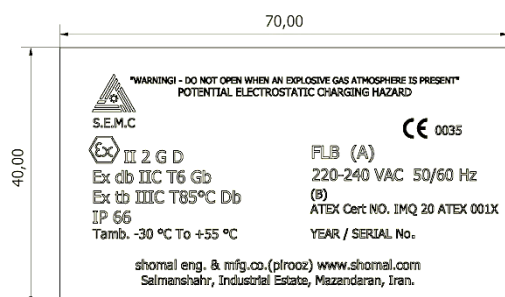 70,00
40,00
"WARNING! - DO NOT OPEN WHEN AN EXPLOSIVE GAS ATMOSPHERE IS PRESENT"
POTENTIAL ELECTROSTATIC CHARGING HAZARD
S.E.M.C
CE 0035
Ex II 2 G D
Ex db IIC T6 Gb
Ex tb IIIC T85°C Db
IP 66
Tamb. -30 °C To +55 °C
FLB (A)
220-240 VAC 50/60 Hz
(B)
ATEX Cert NO. IMQ 20 ATEX 001X
YEAR / SERIAL No.
shomal eng. & mfg.co.(pirooz) www.shomal.com
Salmanshahr, Industrial Estate, Mazandaran, Iran.